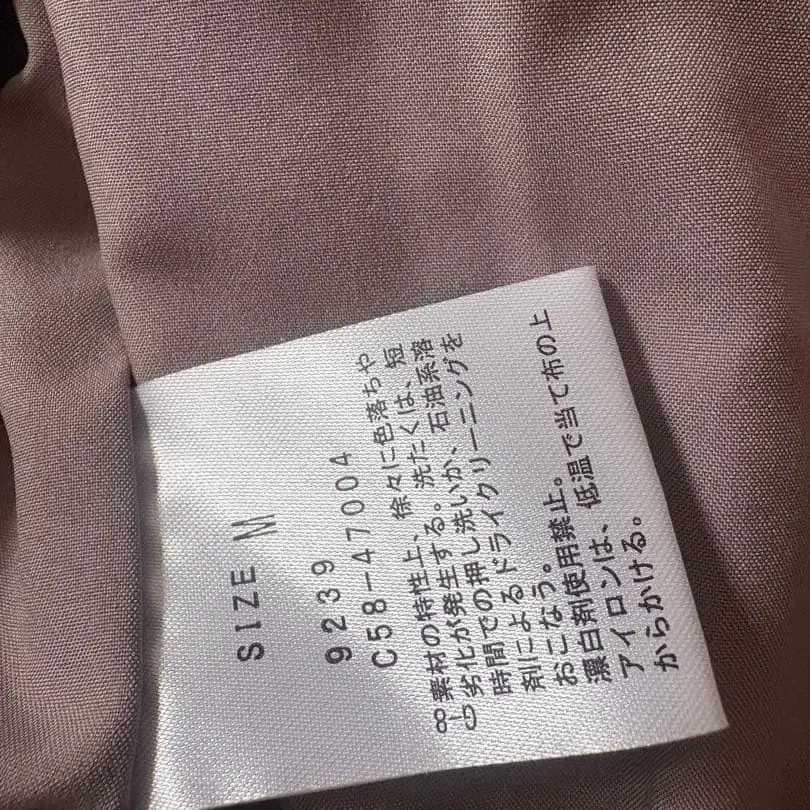 SIZE M
9239
C58-47004
∞素材の特性上、徐々に色落ちや
劣化が発生する。洗たくは、短
時間での押し洗いか、石油系溶
剤によるドライクリーニングを
おこなう。
漂白剤使用禁止。
アイロンは、低温で当て布の上
からかける。